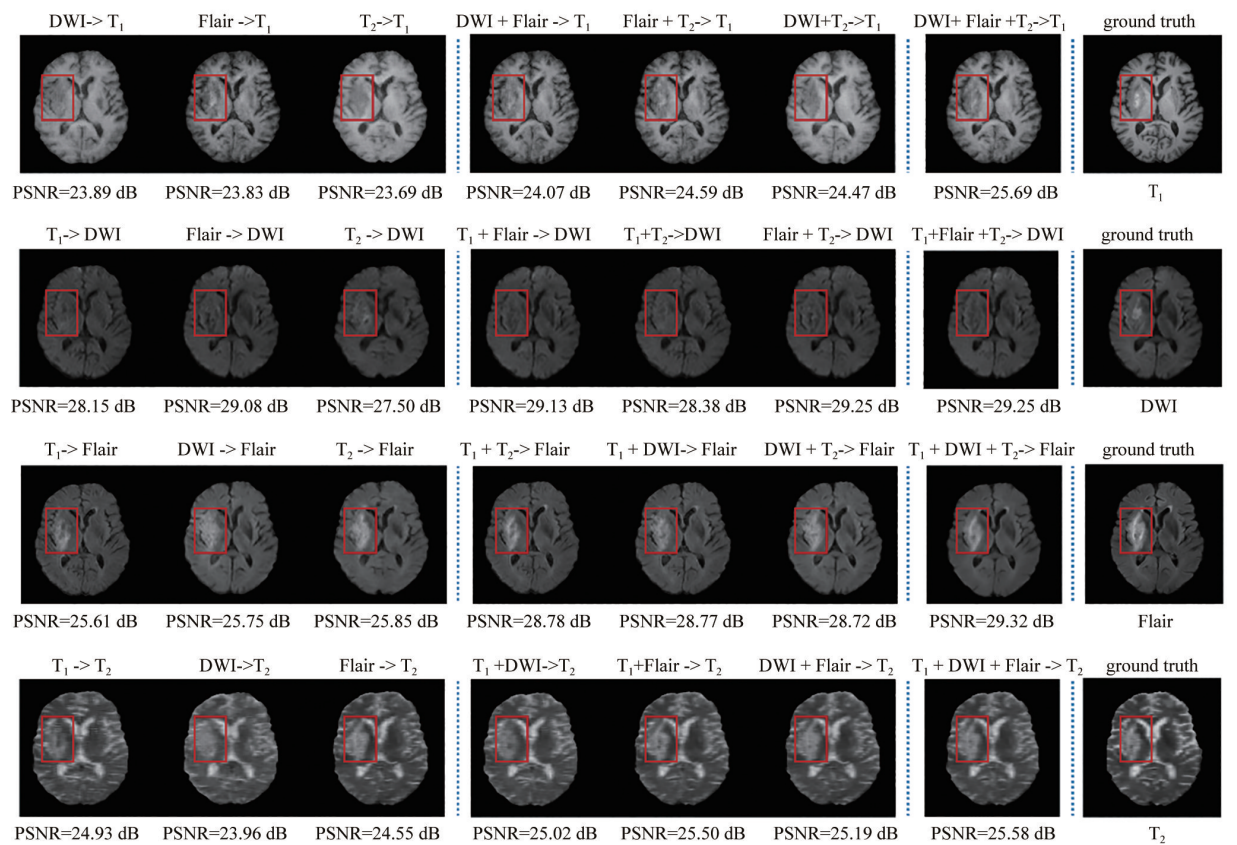 DWI-> T₁ Flair ->T₁ T₂->T₁ DWI + Flair -> T₁ Flair + T₂-> T₁ DWI+T₂-> T₁ DWI+ Flair +T₂->T₁ ground truth
PSNR=23.89 dB PSNR=23.83 dB PSNR=23.69 dB PSNR=24.07 dB PSNR=24.59 dB PSNR=24.47 dB PSNR=25.69 dB T₁
T₁-> DWI Flair -> DWI T₂ -> DWI T₁ + Flair -> DWI T₁+T₂->DWI Flair + T₂-> DWI T₁+Flair +T₂-> DWI ground truth
PSNR=28.15 dB PSNR=29.08 dB PSNR=27.50 dB PSNR=29.13 dB PSNR=28.38 dB PSNR=29.25 dB PSNR=29.25 dB DWI
T₁-> Flair DWI -> Flair T₂ -> Flair T₁ + T₂-> Flair T₁ + DWI-> Flair DWI + T₂-> Flair T₁ + DWI + T₂-> Flair ground truth
PSNR=25.61 dB PSNR=25.75 dB PSNR=25.85 dB PSNR=28.78 dB PSNR=28.77 dB PSNR=28.72 dB PSNR=29.32 dB Flair
T₁ -> T₂ DWI->T₂ Flair -> T₂ T₁ +DWI->T₂ T₁+Flair -> T₂ DWI + Flair-> T₂ T₁ + DWI + Flair -> T₂ ground truth
PSNR=24.93 dB PSNR=23.96 dB PSNR=24.55 dB PSNR=25.02 dB PSNR=25.50 dB PSNR=25.19 dB PSNR=25.58 dB T₂